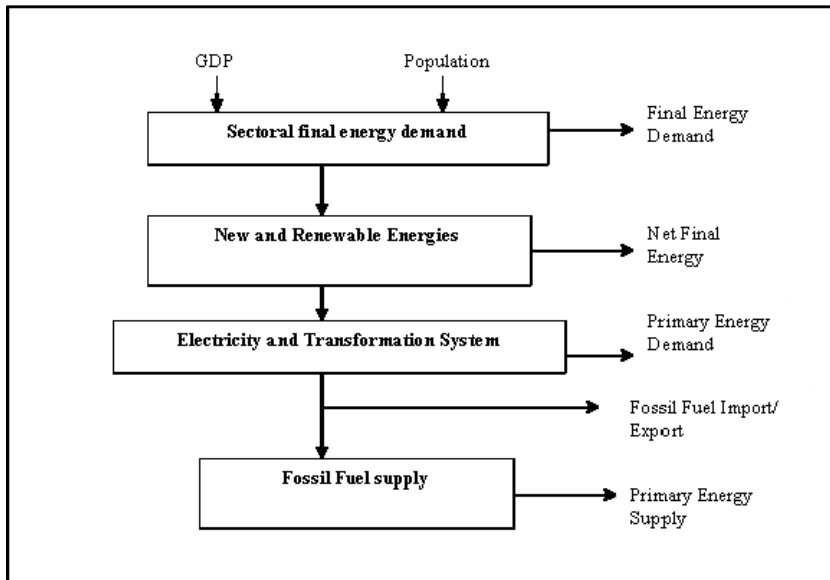 GDP
Population
Sectoral final energy demand
Final Energy
Demand
New and Renewable Energies
Net Final
Energy
Electricity and Transformation System
Primary Energy
Demand
Fossil Fuel Import/
Export
Fossil Fuel supply
Primary Energy
Supply